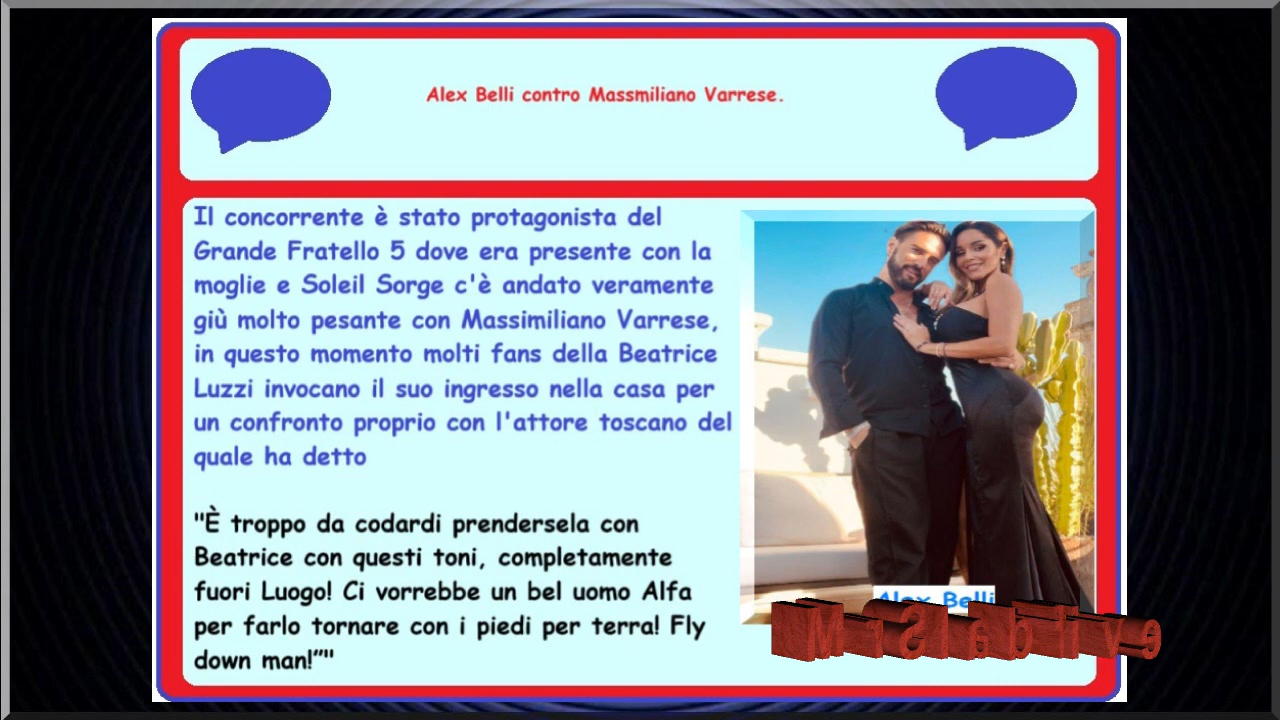 Alex Belli contro Massmiliano Varrese.
Il concorrente è stato protagonista del
Grande Fratello 5 dove era presente con la
moglie e Soleil Sorge c'è andato veramente
giù molto pesante con Massimiliano Varrese,
in questo momento molti fans della Beatrice
Luzzi invocano il suo ingresso nella casa per
un confronto proprio con l'attore toscano del
quale ha detto
"È troppo da codardi prendersela con
Beatrice con questi toni, completamente
fuori Luogo! Ci vorrebbe un bel uomo Alfa
per farlo tornare con i piedi per terra! Fly
down man!”"
Alex Belli